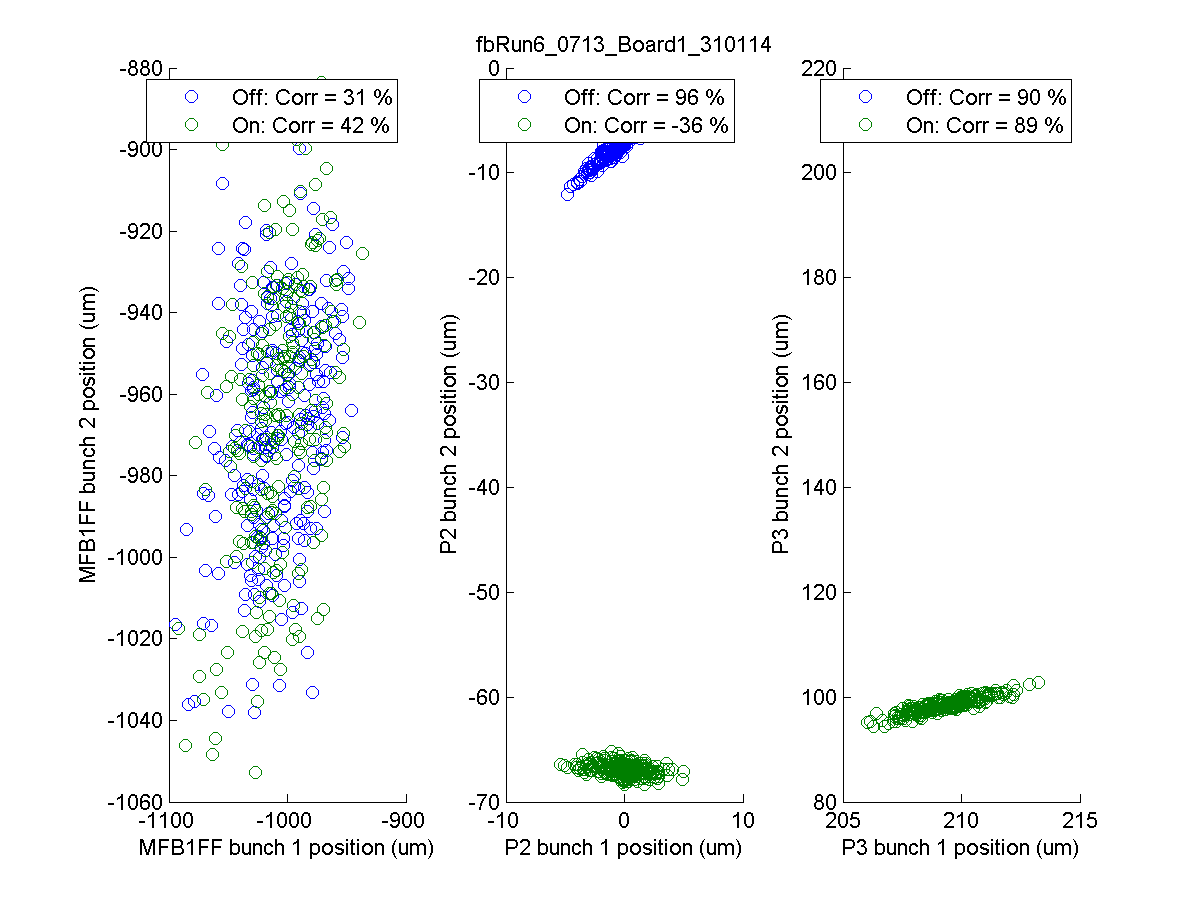 fbRun6_0713_Board1_310114
-880
-900
-920
-940
-960
-980
-1000
-1020
-1040
-1060
-1100
-1000
-900
MFB1FF bunch 2 position (um)
MFB1FF bunch 1 position (um)
Off: Corr = 31 %
On: Corr = 42 %
0
-10
-20
-30
-40
-50
-60
-70
-10
0
10
P2 bunch 2 position (um)
P2 bunch 1 position (um)
Off: Corr = 96 %
On: Corr = -36 %
220
200
180
160
140
120
100
80
205
210
215
P3 bunch 2 position (um)
P3 bunch 1 position (um)
Off: Corr = 90 %
On: Corr = 89 %